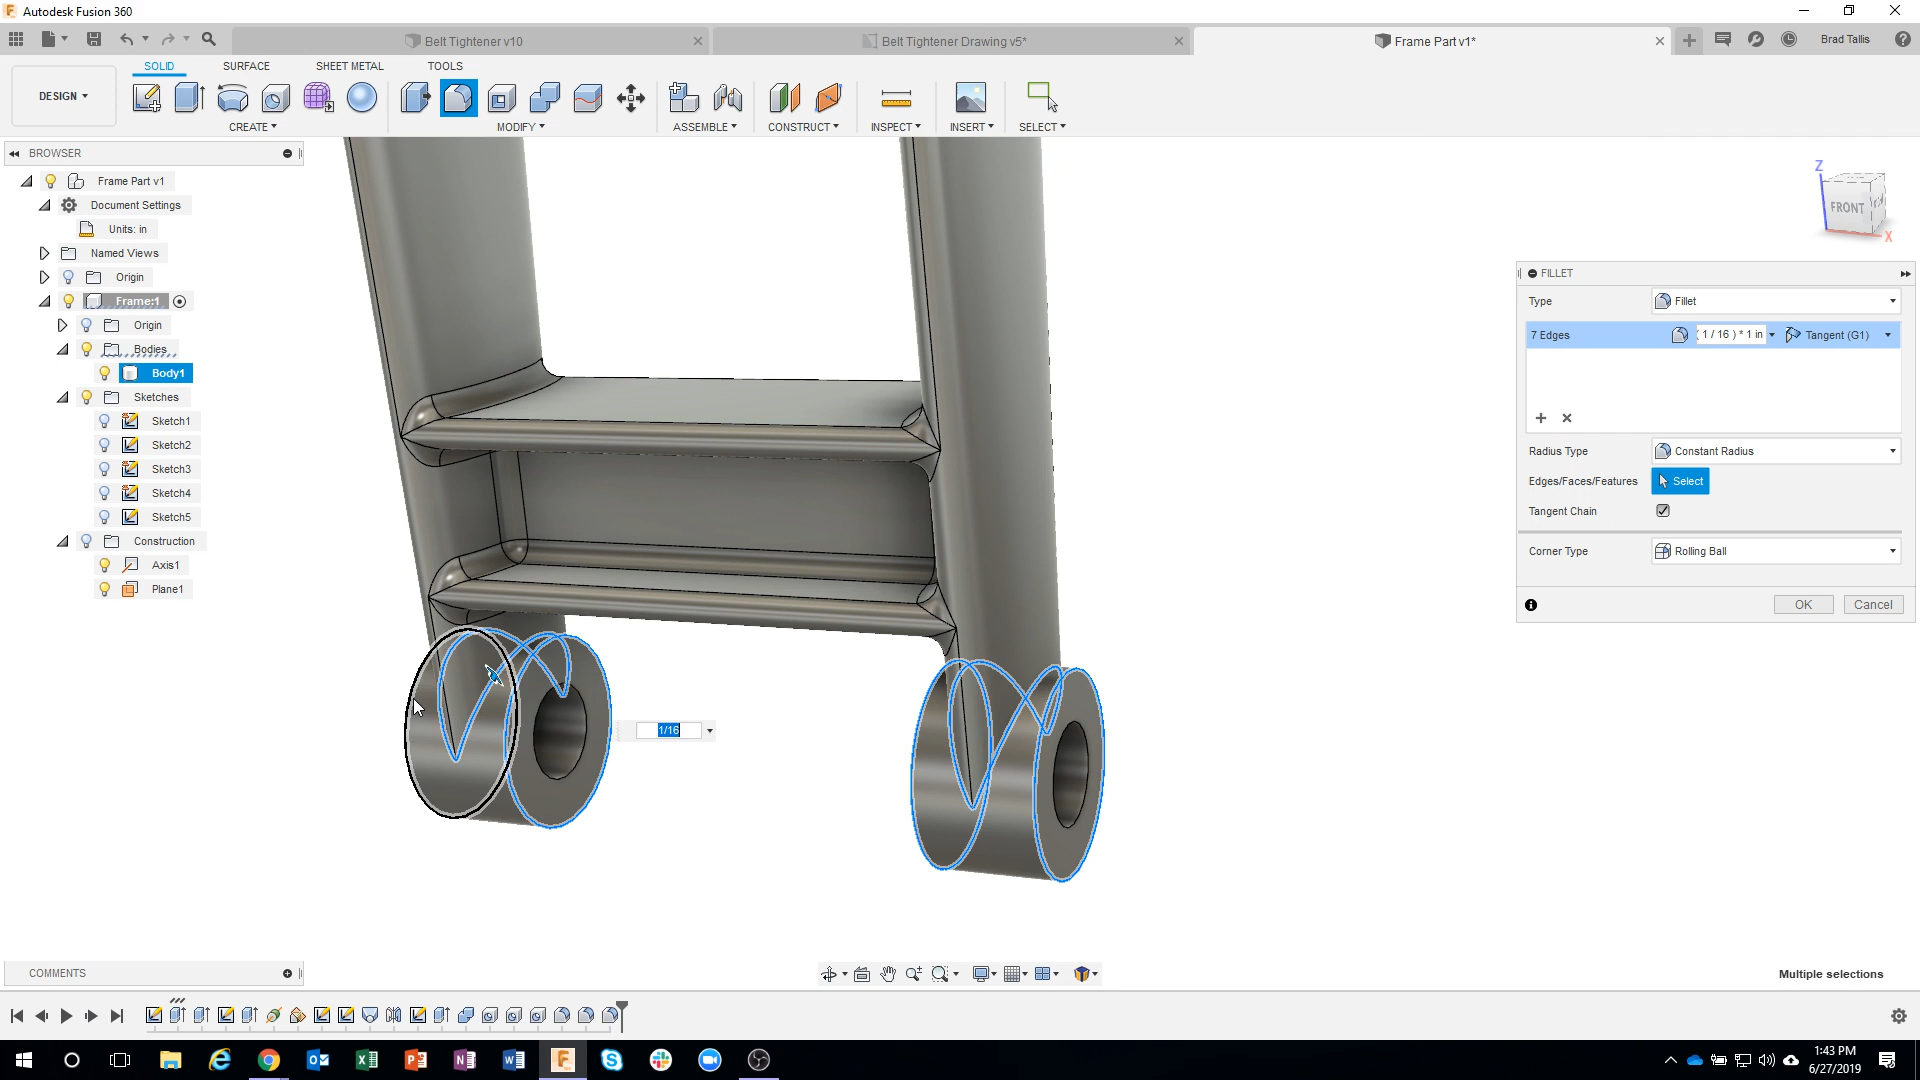 Autodesk Fusion 360
Belt Tightener v10
Belt Tightener Drawing v5*
Frame Part v1*
Brad Tallis
SOLID
SURFACE
SHEET METAL
TOOLS
DESIGN
CREATE
MODIFY
ASSEMBLE
CONSTRUCT
INSPECT
INSERT
SELECT
BROWSER
Frame Part v1
Document Settings
Units: in
Named Views
Origin
Frame:1
Origin
Bodies
Body1
Sketches
Sketch1
Sketch2
Sketch3
Sketch4
Sketch5
Construction
Axis1
Plane1
Z
FRONT
X
FILLET
Type
Fillet
7 Edges
( 1 / 16 ) * 1 in
Tangent (G1)
Radius Type
Constant Radius
Edges/Faces/Features
Select
Tangent Chain
Corner Type
Rolling Ball
OK
Cancel
1/16
COMMENTS
Multiple selections
1:43 PM
6/27/2019